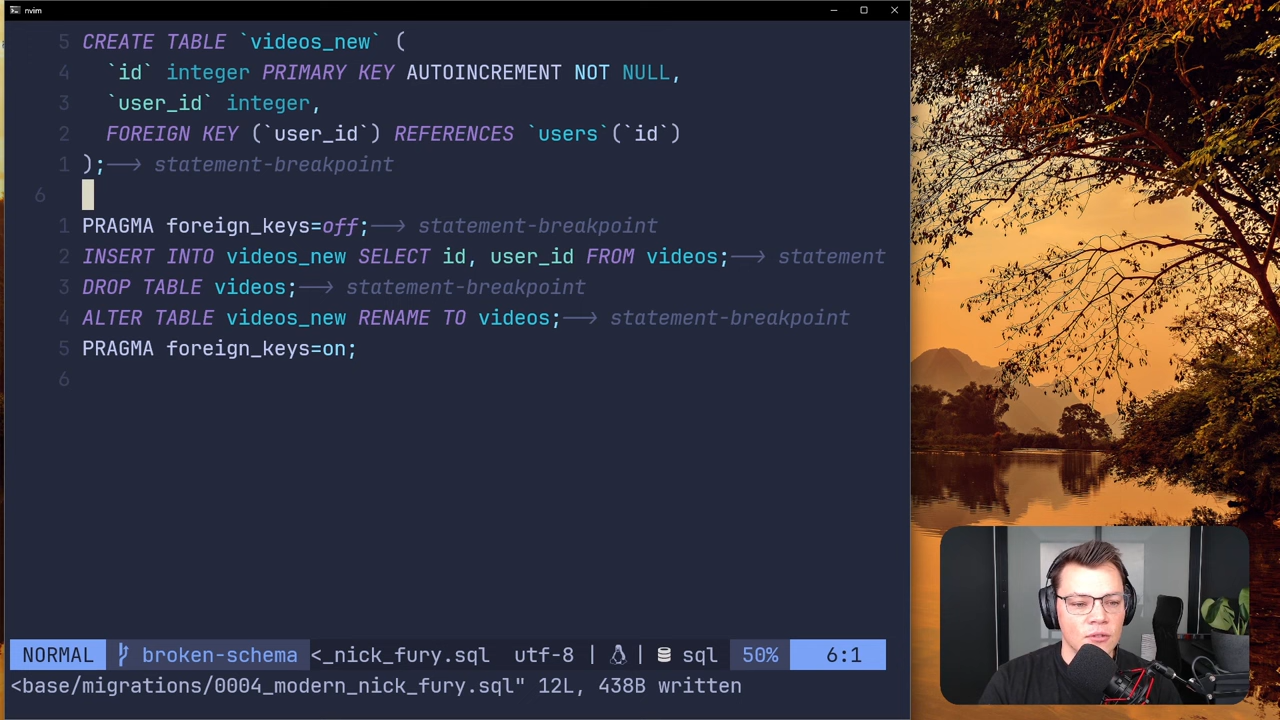 nvim
5 CREATE TABLE `videos_new` (
4 `id` integer PRIMARY KEY AUTOINCREMENT NOT NULL,
3 `user_id` integer,
2 FOREIGN KEY (`user_id`) REFERENCES `users`(`id`)
1 );--> statement-breakpoint
6
1 PRAGMA foreign_keys=off;--> statement-breakpoint
2 INSERT INTO videos_new SELECT id, user_id FROM videos;--> statement
3 DROP TABLE videos;--> statement-breakpoint
4 ALTER TABLE videos_new RENAME TO videos;--> statement-breakpoint
5 PRAGMA foreign_keys=on;
6
NORMAL broken-schema <_nick_fury.sql utf-8 | | sql 50% 6:1
<base/migrations/0004_modern_nick_fury.sql" 12L, 438B written